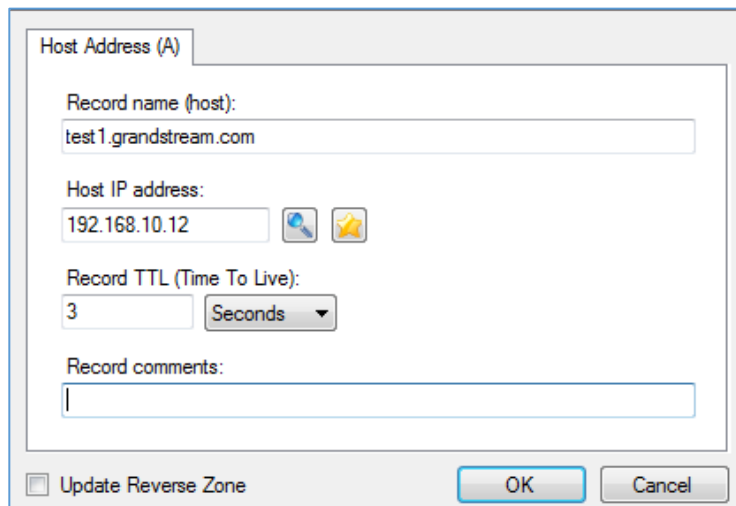 Host Address (A)
Record name (host):
test1.grandstream.com
Host IP address:
192.168.10.12
Record TTL (Time To Live):
3 Seconds
Record comments:
Update Reverse Zone OK Cancel